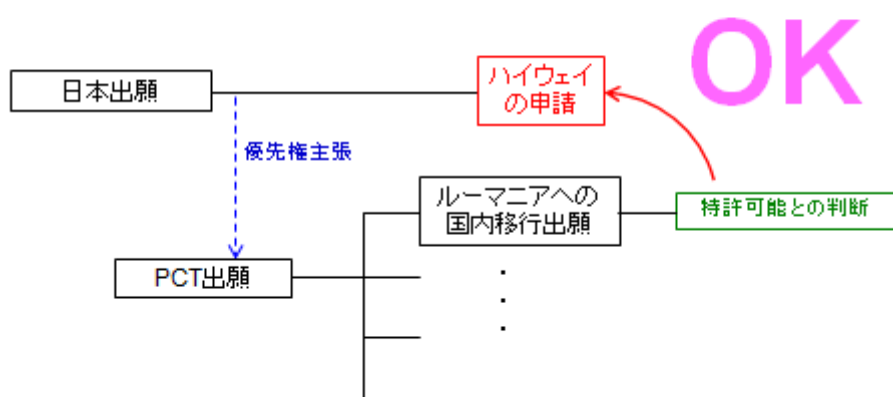 OK
ハイウェイ
の申請
日本出願
優先権主張
ルーマニアへの
国内移行出願
特許可能との判断
PCT出願